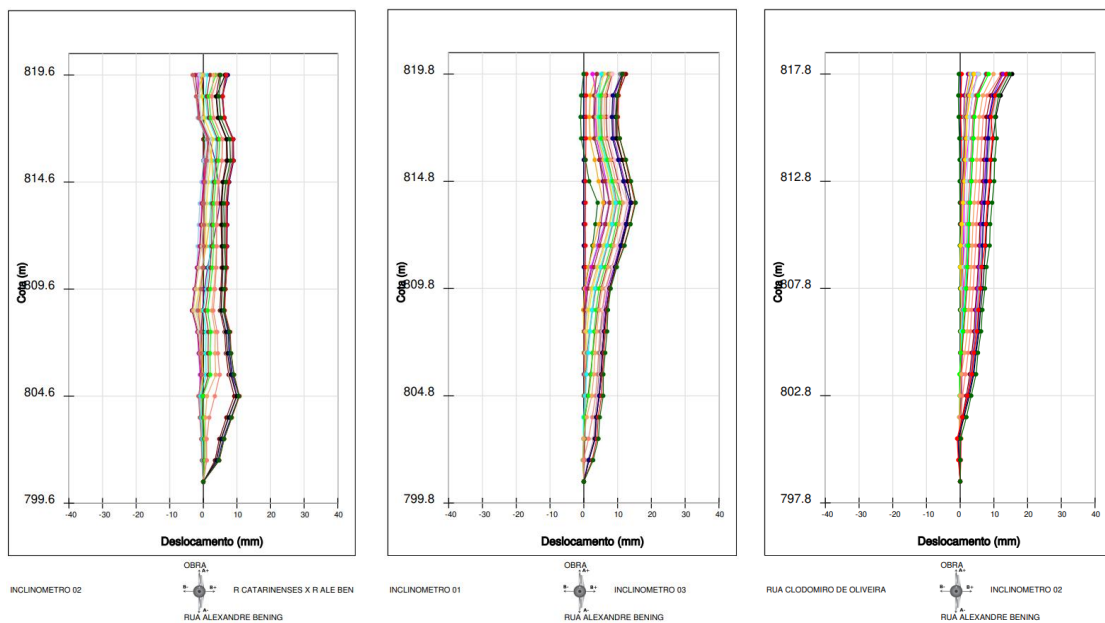 819.6
814.6
809.6
804.6
799.6
Cota (m)
-40 -30 -20 -10 0 10 20 30 40
Deslocamento (mm)
OBRA
A+
B- B+
A-
INCLINOMETRO 02
R CATARINENSES X R ALE BEN
RUA ALEXANDRE BENING
819.8
814.8
809.8
804.8
799.8
Cota (m)
-40 -30 -20 -10 0 10 20 30 40
Deslocamento (mm)
OBRA
A+
B- B+
A-
INCLINOMETRO 01
INCLINOMETRO 03
RUA ALEXANDRE BENING
817.8
812.8
807.8
802.8
797.8
Cota (m)
-40 -30 -20 -10 0 10 20 30 40
Deslocamento (mm)
OBRA
A+
B- B+
A-
RUA CLODOMIRO DE OLIVEIRA
INCLINOMETRO 02
RUA ALEXANDRE BENING